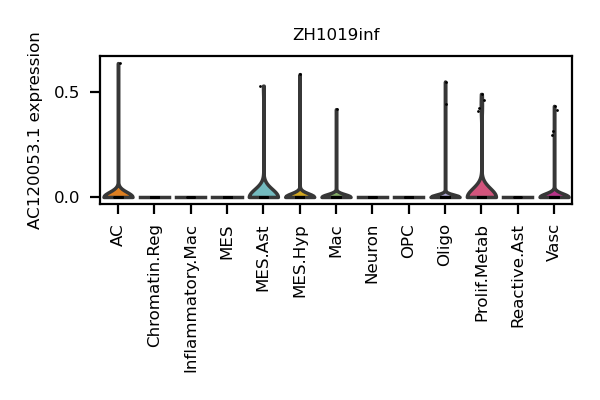 ZH1019inf
AC120053.1 expression
0.5
0.0
AC
Chromatin.Reg
Inflammatory.Mac
MES
MES.Ast
MES.Hyp
Mac
Neuron
OPC
Oligo
Prolif.Metab
Reactive.Ast
Vasc